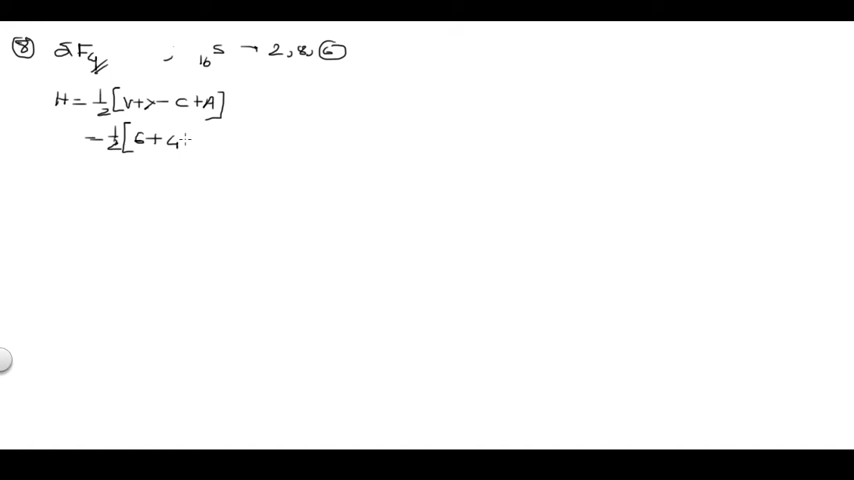 ⑧ SF₄ ; ₁₆S → 2,8,⑥
H = 1/2 [V+X - C + A]
= 1/2 [6+4